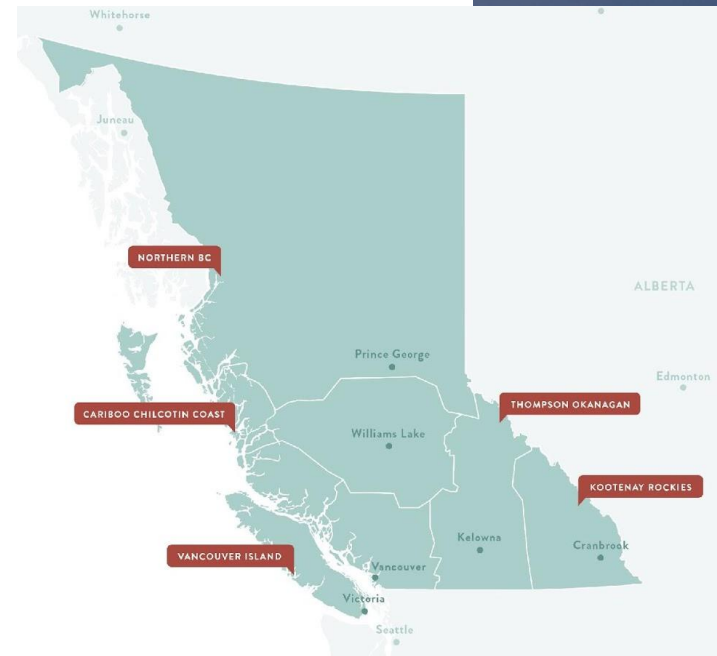 Whitehorse
Juneau
NORTHERN BC
ALBERTA
Prince George
Edmonton
THOMPSON OKANAGAN
CARIBOO CHILCOTIN COAST
Williams Lake
KOOTENAY ROCKIES
Kelowna
Cranbrook
VANCOUVER ISLAND
Vancouver
Victoria
Seattle